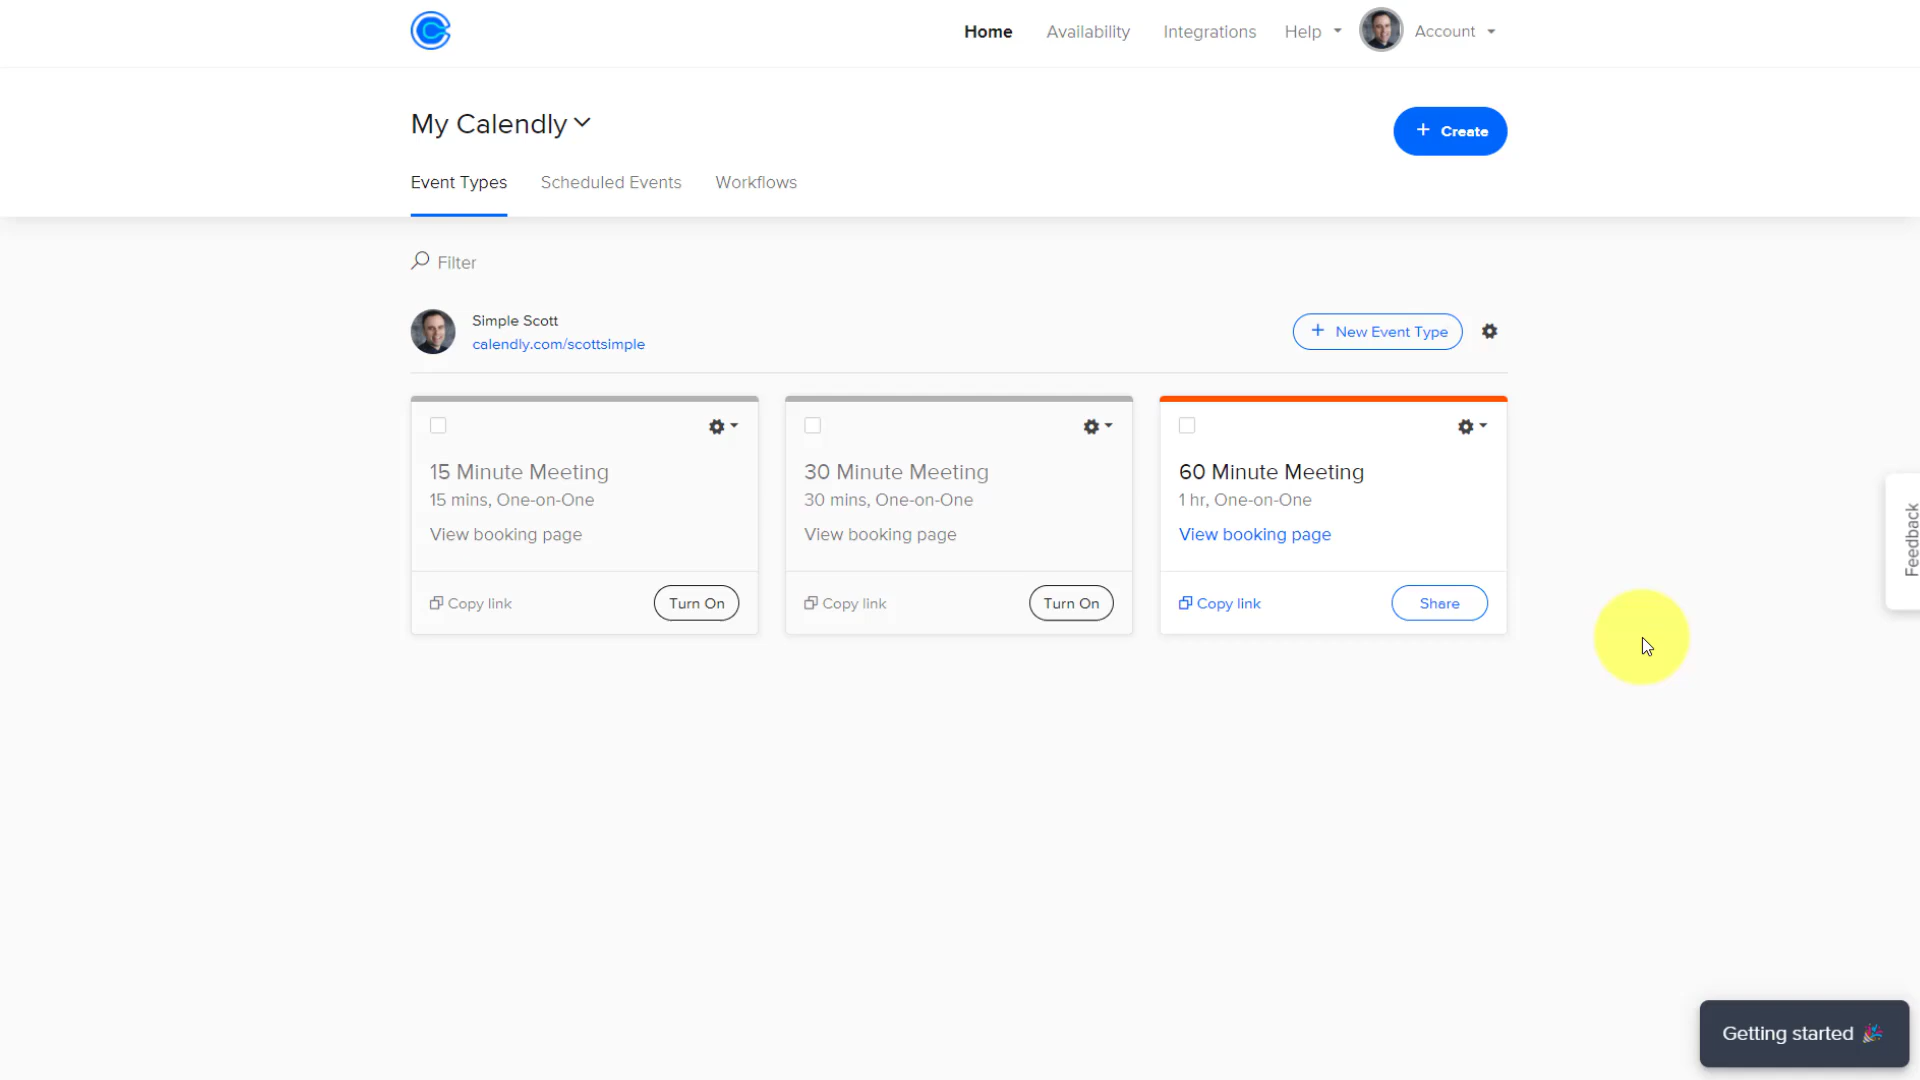 Home Availability Integrations Help Account
My Calendly
+ Create
Event Types Scheduled Events Workflows
Filter
Simple Scott
calendly.com/scottsimple
+ New Event Type
15 Minute Meeting
15 mins, One-on-One
View booking page
Copy link Turn On
30 Minute Meeting
30 mins, One-on-One
View booking page
Copy link Turn On
60 Minute Meeting
1 hr, One-on-One
View booking page
Copy link Share
Feedback
Getting started